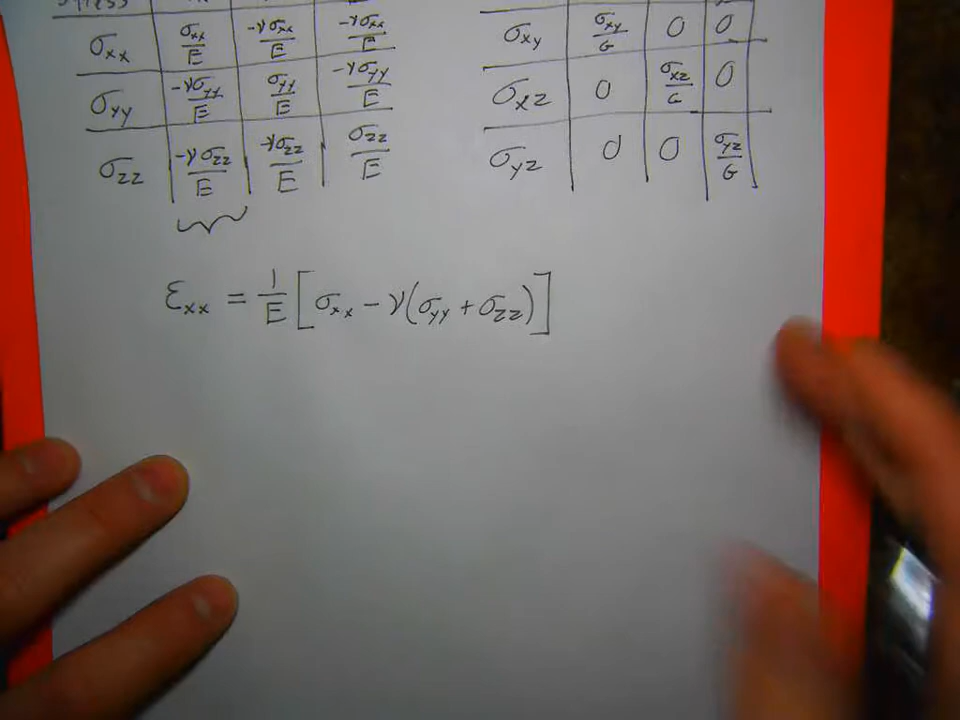 σxx σxx/E -νσxx/E -νσxx/E
σyy -νσyy/E σyy/E -νσyy/E
σzz -νσzz/E -νσzz/E σzz/E
σxy σxy/G 0 0
σxz 0 σxz/G 0
σyz 0 0 σyz/G
εxx = 1/E [σxx - ν(σyy + σzz)]